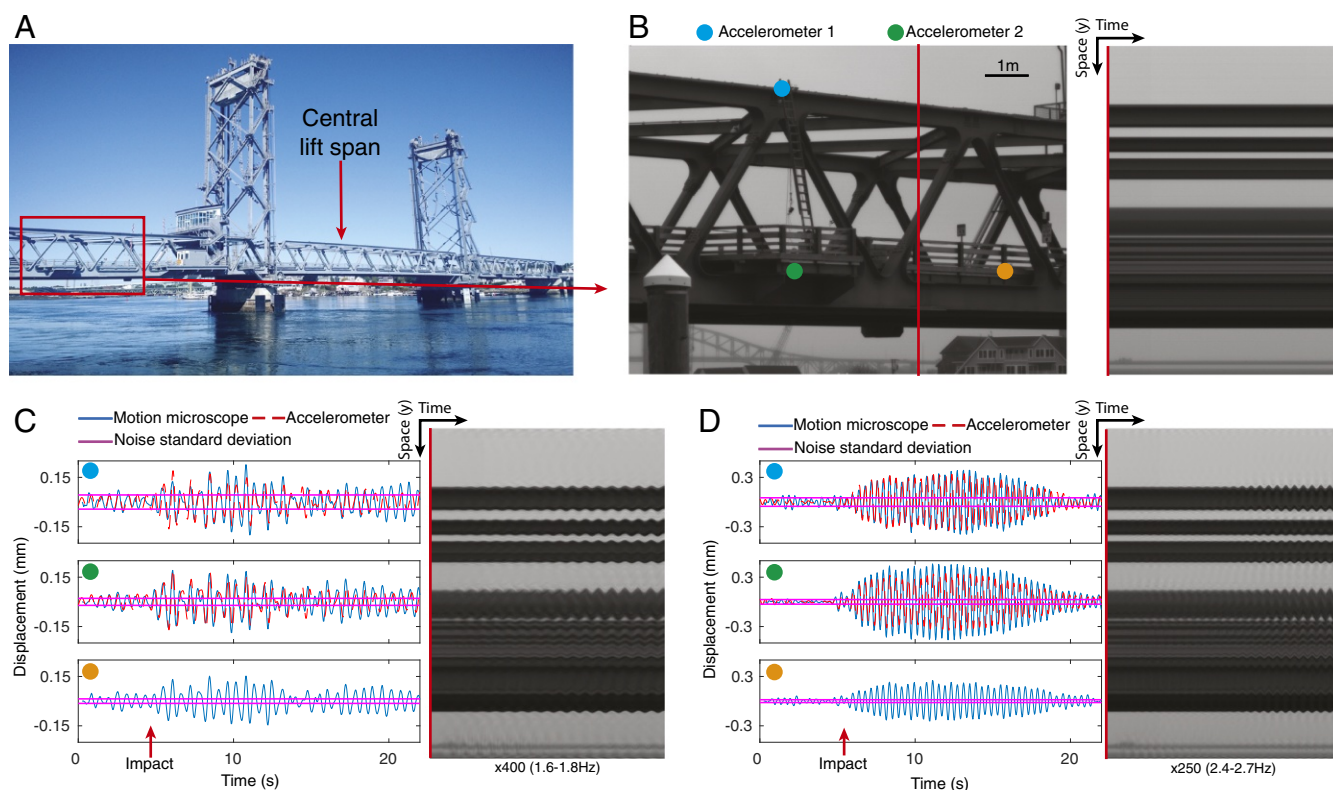 A
Central
lift span
B
Accelerometer 1
Accelerometer 2
1m
Time
Space (y)
C
Motion microscope
Accelerometer
Noise standard deviation
Time
Space (y)
Displacement (mm)
0.15
-0.15
0.15
-0.15
0.15
-0.15
0
10
20
Impact
Time (s)
x400 (1.6-1.8Hz)
D
Motion microscope
Accelerometer
Noise standard deviation
Time
Space (y)
Displacement (mm)
0.3
-0.3
0.3
-0.3
0.3
-0.3
0
10
20
Impact
Time (s)
x250 (2.4-2.7Hz)